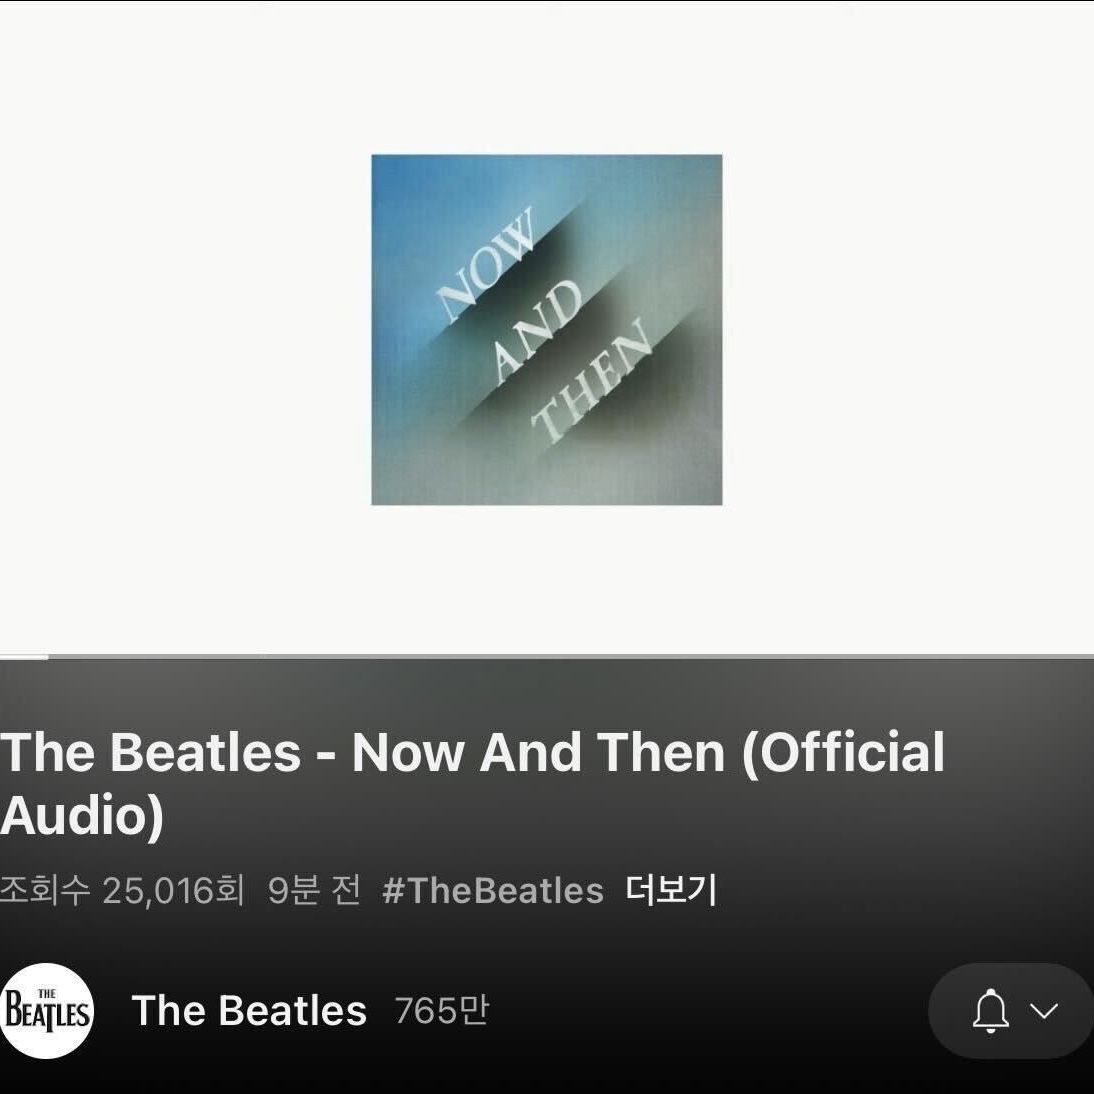 NOW
AND
THEN
The Beatles - Now And Then (Official
Audio)
조회수 25,016회 9분 전 #TheBeatles 더보기
THE
BEATLES
The Beatles 765만